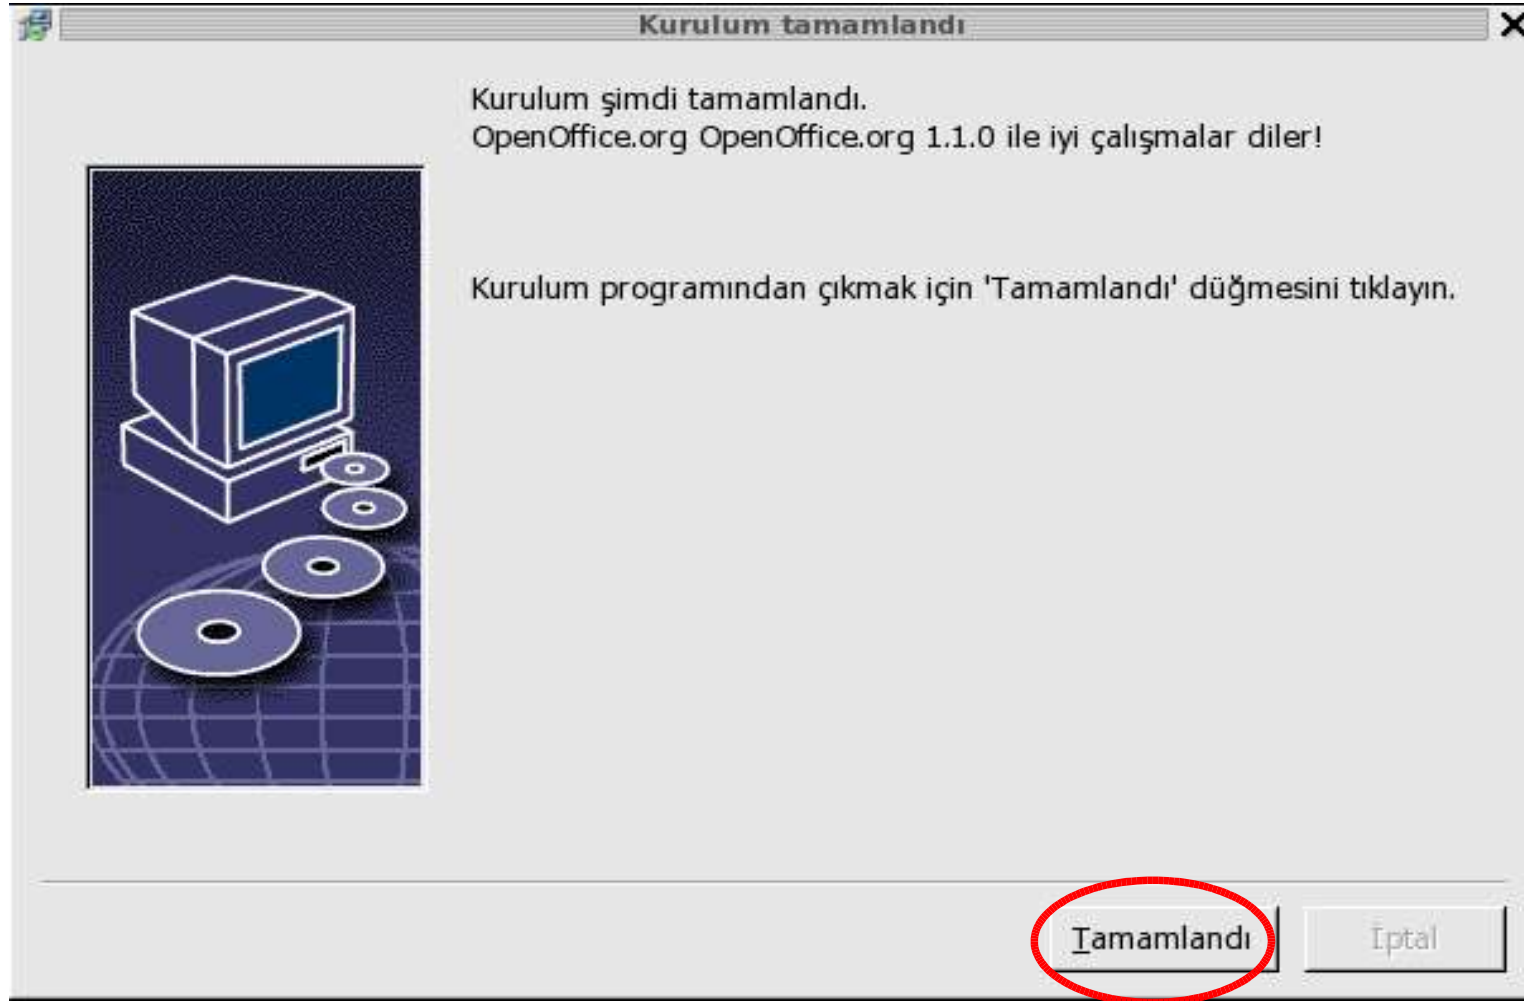 Kurulum tamamlandı
Kurulum şimdi tamamlandı.
OpenOffice.org OpenOffice.org 1.1.0 ile iyi çalışmalar diler!
Kurulum programından çıkmak için 'Tamamlandı' düğmesini tıklayın.
Tamamlandı
İptal